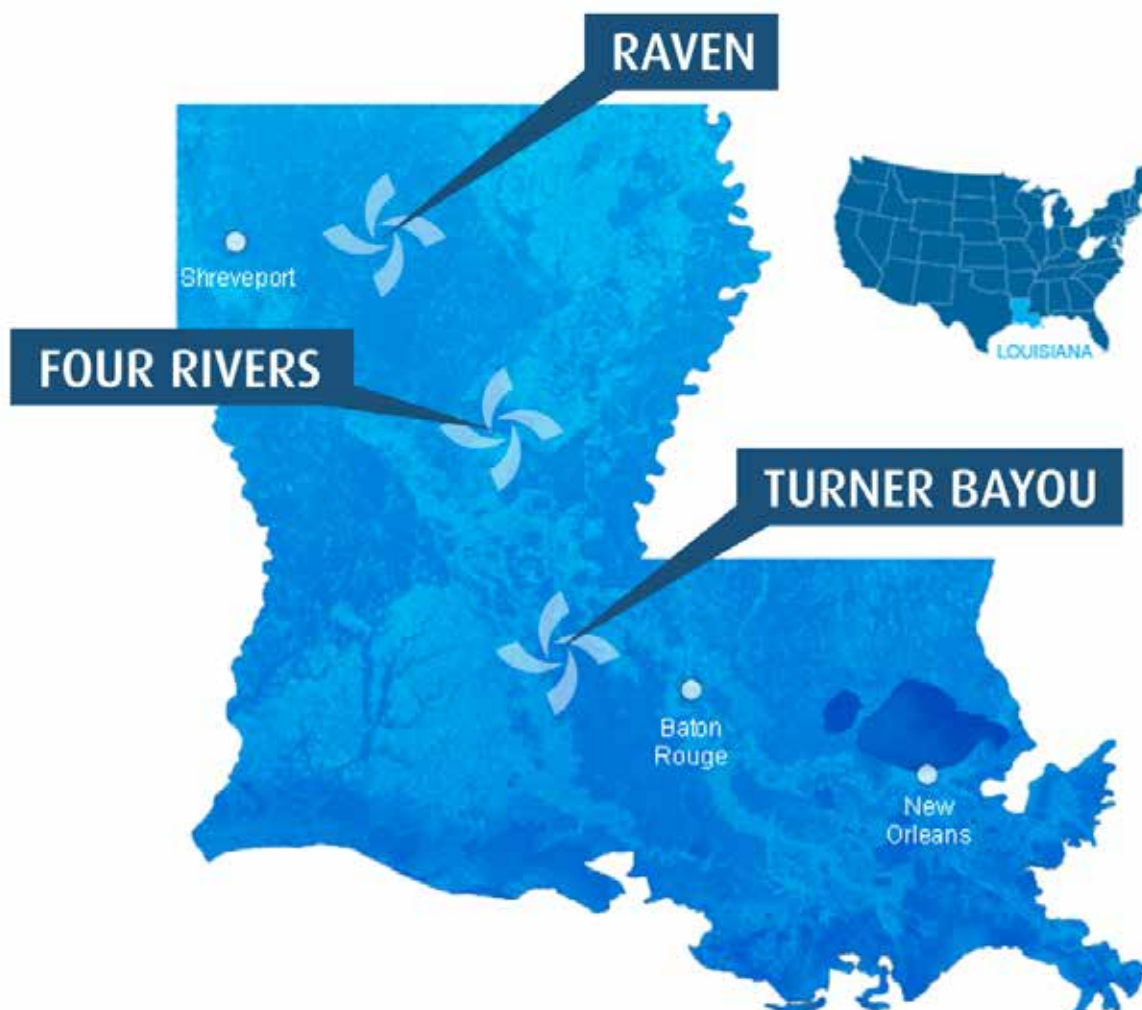 RAVEN
Shreveport
LOUISIANA
FOUR RIVERS
TURNER BAYOU
Baton
Rouge
New
Orleans